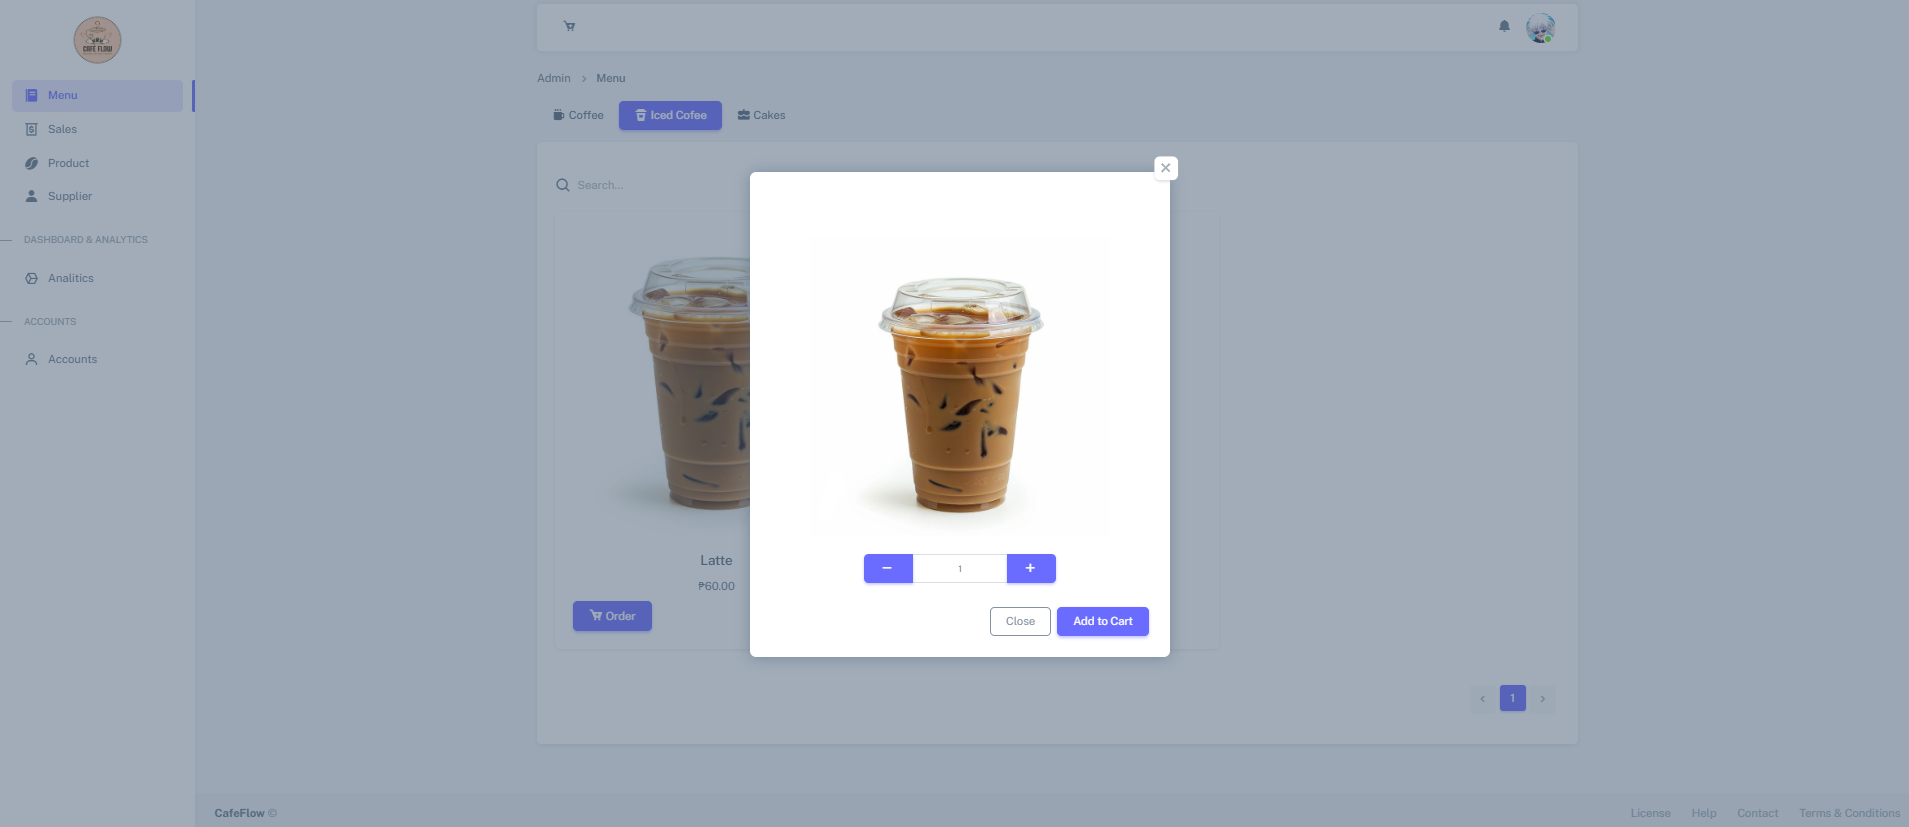 CAFE FLOW
Menu
Sales
Product
Supplier
DASHBOARD & ANALYTICS
Analitics
ACCOUNTS
Accounts
Admin > Menu
Coffee Iced Cofee Cakes
Search...
Latte
₱60.00
Order
1
Close Add to Cart
1
CafeFlow ©
License Help Contact Terms & Conditions